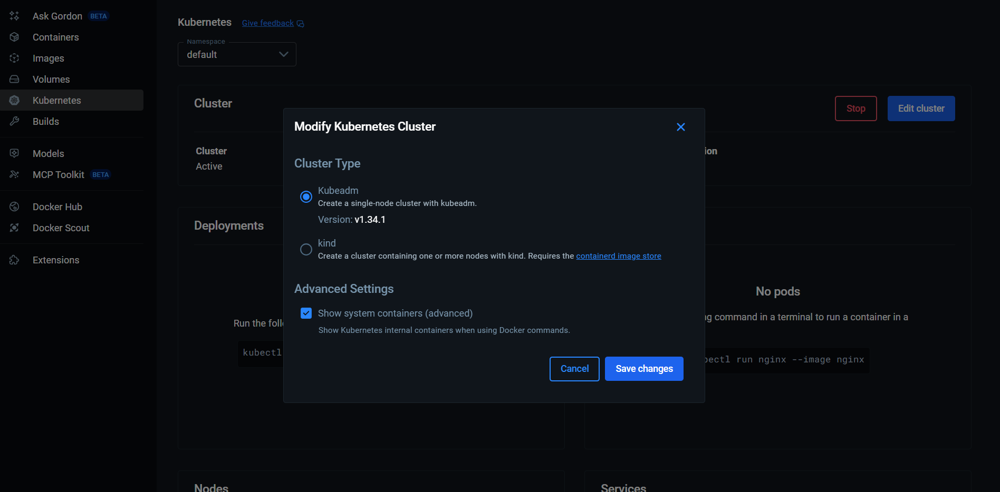 Ask Gordon BETA
Containers
Images
Volumes
Kubernetes
Builds
Models
MCP Toolkit BETA
Docker Hub
Docker Scout
Extensions
Kubernetes Give feedback
Namespace
default
Cluster
Stop Edit cluster
Cluster
Active
ion
Modify Kubernetes Cluster
Cluster Type
Kubeadm
Create a single-node cluster with kubeadm.
Version: v1.34.1
kind
Create a cluster containing one or more nodes with kind. Requires the containerd image store
Advanced Settings
Show system containers (advanced)
Show Kubernetes internal containers when using Docker commands.
Cancel Save changes
Deployments
Run the
kubectl
No pods
command in a terminal to run a container in a
run nginx --image nginx
Nodes
Services